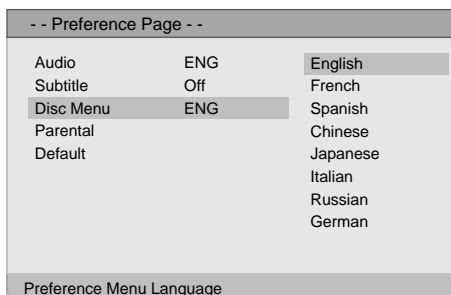 - - Preference Page - -
Audio ENG English
Subtitle Off French
Disc Menu ENG Spanish
Parental Chinese
Default Japanese
Italian
Russian
German
Preference Menu Language